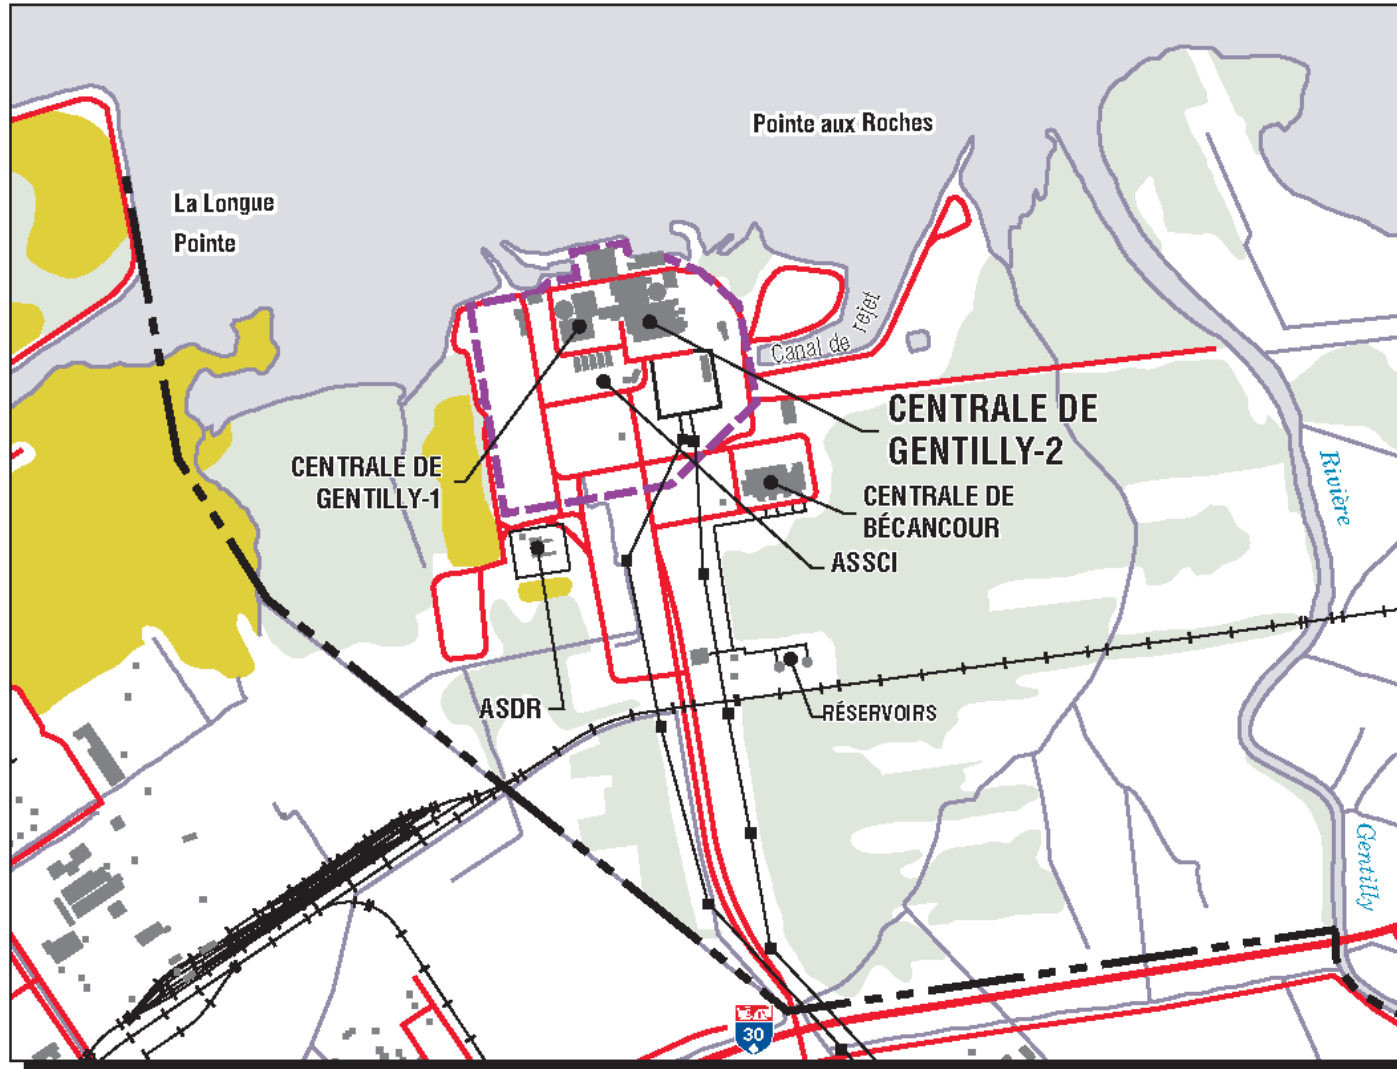 Pointe aux Roches
La Longue
Pointe
Canal de rejet
CENTRALE DE
GENTILLY-2
CENTRALE DE
GENTILLY-1
CENTRALE DE
BÉCANCOUR
ASSCI
Rivière
ASDR
RÉSERVOIRS
Gentilly
30